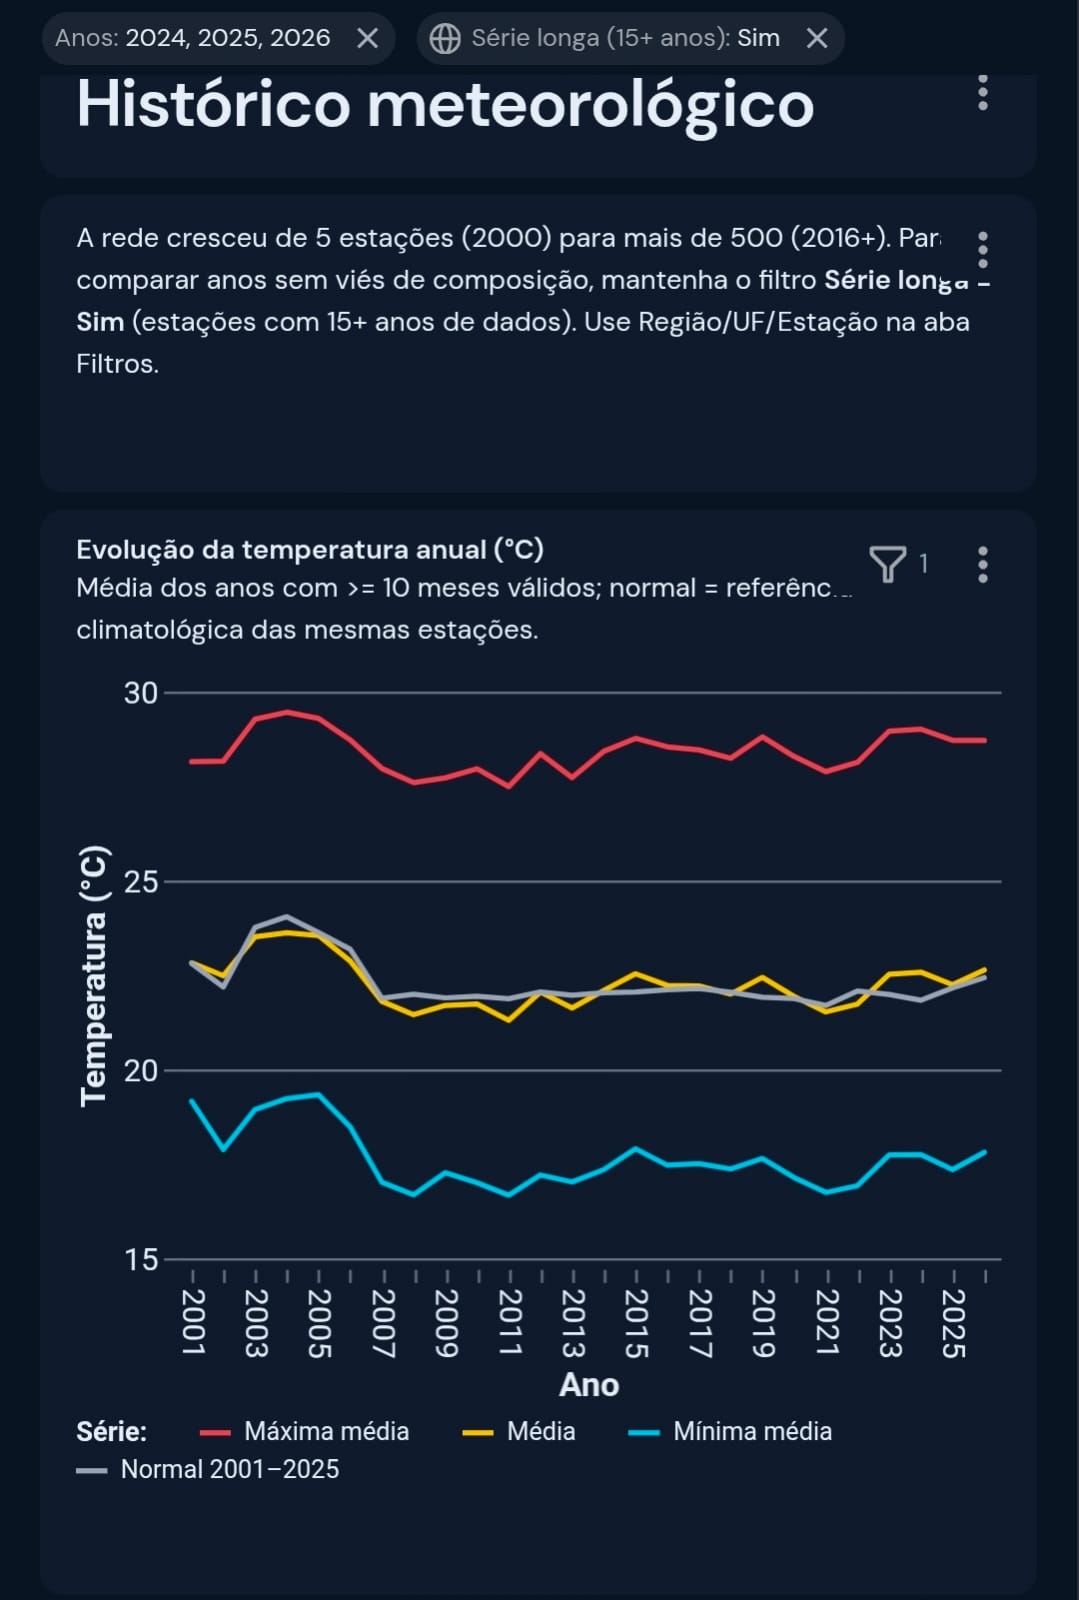 Anos: 2024, 2025, 2026
Série longa (15+ anos): Sim
Histórico meteorológico
A rede cresceu de 5 estações (2000) para mais de 500 (2016+).
comparar anos sem viés de composição, mantenha o filtro Série longa =
Sim (estações com 15+ anos de dados). Use Região/UF/Estação na aba
Filtros.
Evolução da temperatura anual (°C)
1
Média dos anos com >= 10 meses válidos; normal =
climatológica das mesmas estações.
30
25
20
15
Temperatura (°C)
2001 2003 2005 2007 2009 2011 2013 2015 2017 2019 2021 2023 2025
Ano
Série: Máxima média Média Mínima média
Normal 2001–2025